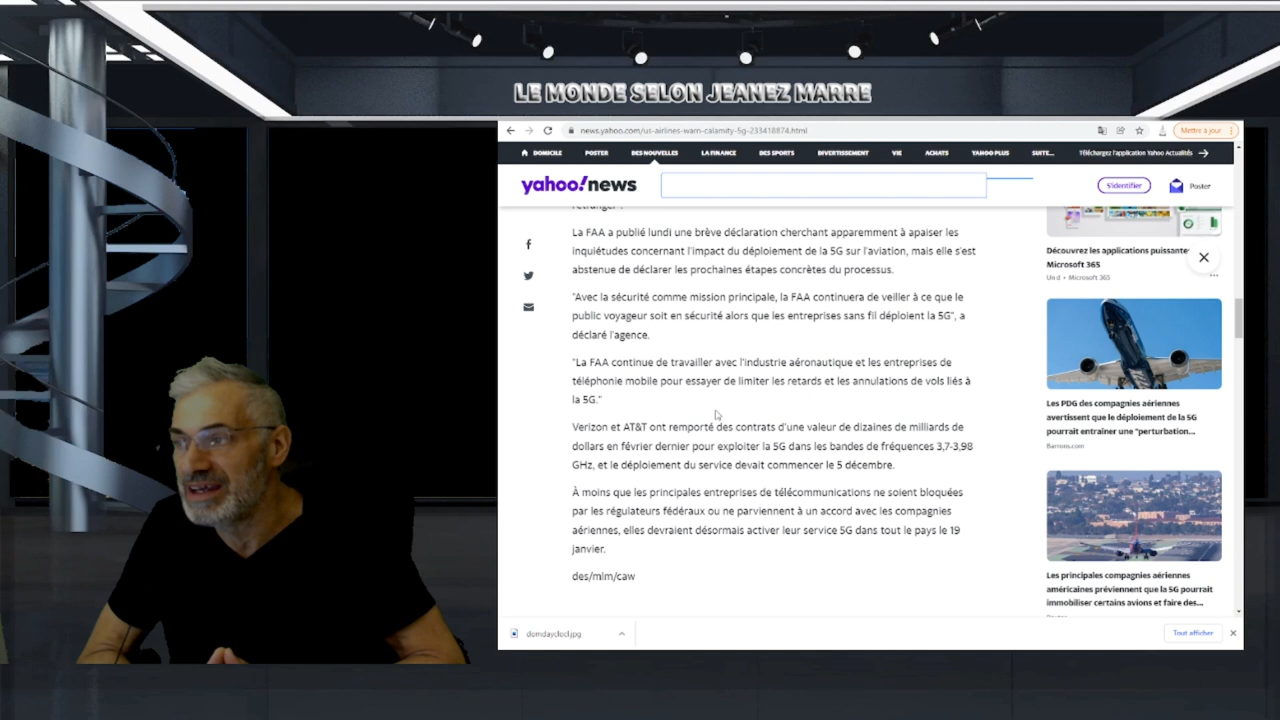 LE MONDE SELON JEANEZ MARRE
news.yahoo.com/us-airlines-warn-calamity-5g-233418874.html
Mettre à jour
DOMICILE POSTER DES NOUVELLES LA FINANCE DES SPORTS DIVERTISSEMENT VIE ACHATS YAHOO PLUS SUITE... Téléchargez l'application Yahoo Actualités
yahoo!news
S'identifier
Poster
l'étranger".
La FAA a publié lundi une brève déclaration cherchant apparemment à apaiser les
inquiétudes concernant l'impact du déploiement de la 5G sur l'aviation, mais elle s'est
abstenue de déclarer les prochaines étapes concrètes du processus.
"Avec la sécurité comme mission principale, la FAA continuera de veiller à ce que le
public voyageur soit en sécurité alors que les entreprises sans fil déploient la 5G", a
déclaré l'agence.
"La FAA continue de travailler avec l'industrie aéronautique et les entreprises de
téléphonie mobile pour essayer de limiter les retards et les annulations de vols liés à
la 5G."
Verizon et AT&T ont remporté des contrats d'une valeur de dizaines de milliards de
dollars en février dernier pour exploiter la 5G dans les bandes de fréquences 3,7-3,98
GHz, et le déploiement du service devait commencer le 5 décembre.
À moins que les principales entreprises de télécommunications ne soient bloquées
par les régulateurs fédéraux ou ne parviennent à un accord avec les compagnies
aériennes, elles devraient désormais activer leur service 5G dans tout le pays le 19
janvier.
des/mlm/caw
Découvrez les applications puissante
Microsoft 365
Un d • Microsoft 365
Les PDG des compagnies aériennes
avertissent que le déploiement de la 5G
pourrait entraîner une "perturbation...
Barrons.com
Les principales compagnies aériennes
américaines préviennent que la 5G pourrait
immobiliser certains avions et faire des...
domdayclocl.jpg
Tout afficher